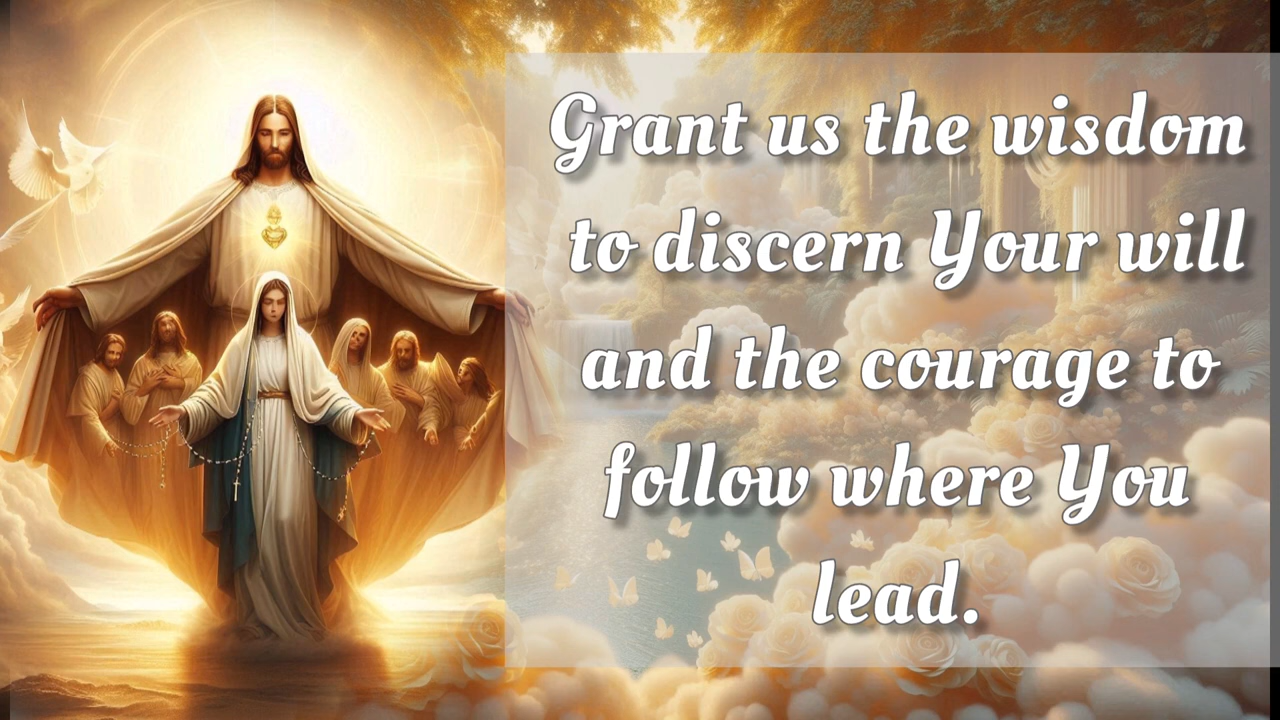 Grant us the wisdom
to discern Your will
and the courage to
follow where You
lead.